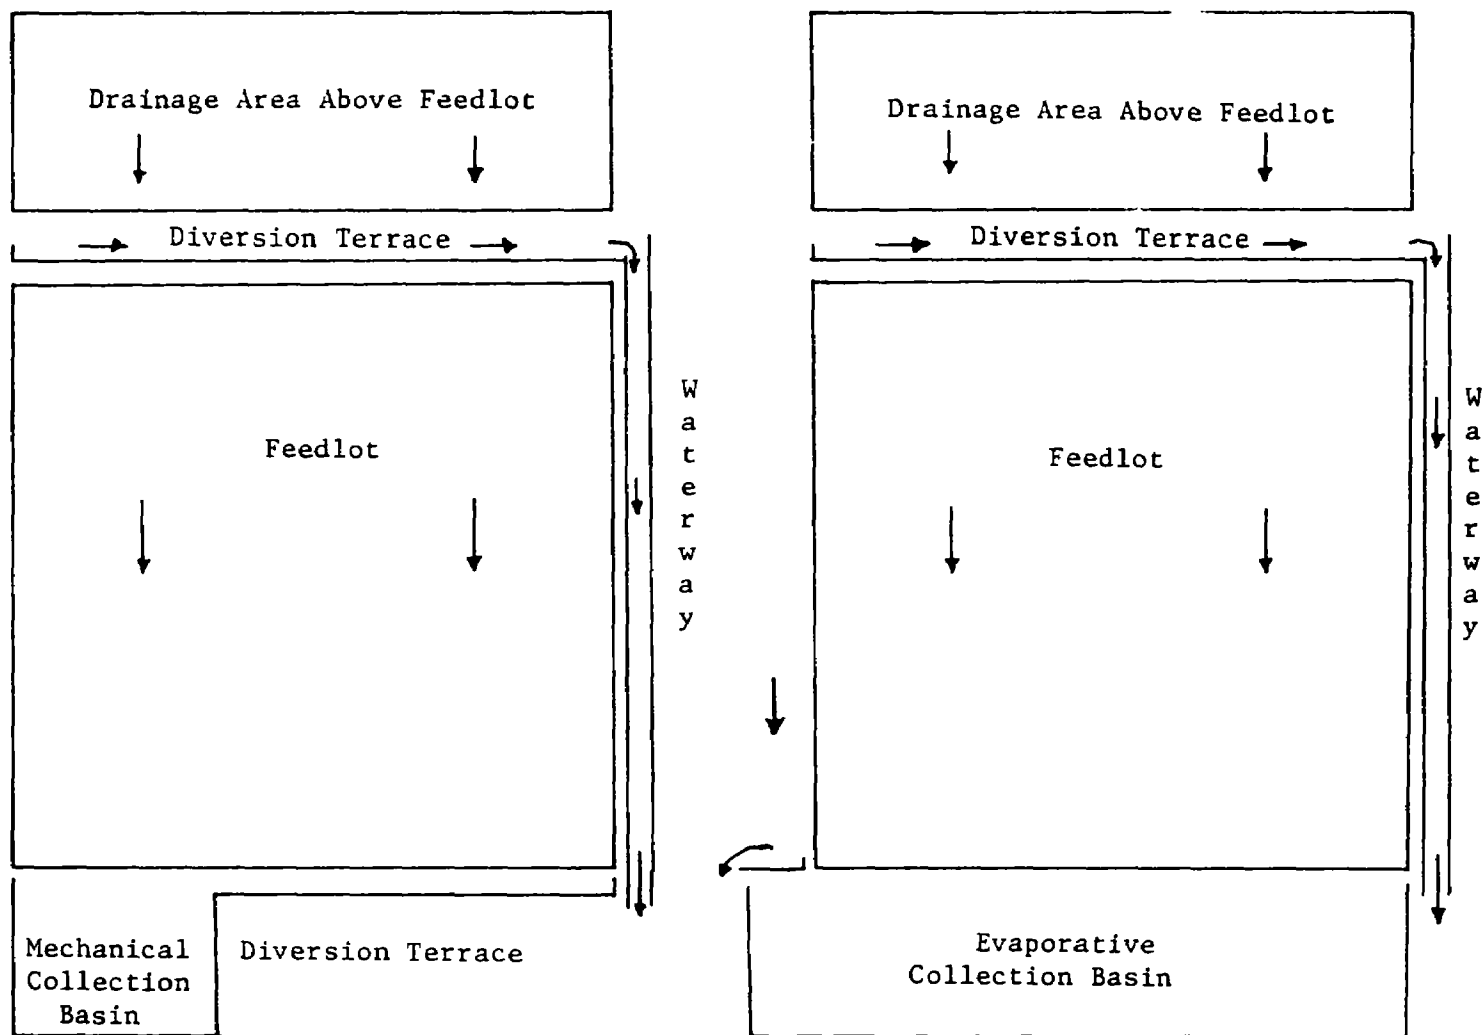 Drainage Area Above Feedlot
Diversion Terrace
Feedlot
Waterway
Mechanical
Collection
Basin
Diversion Terrace
Drainage Area Above Feedlot
Diversion Terrace
Feedlot
Waterway
Evaporative
Collection Basin